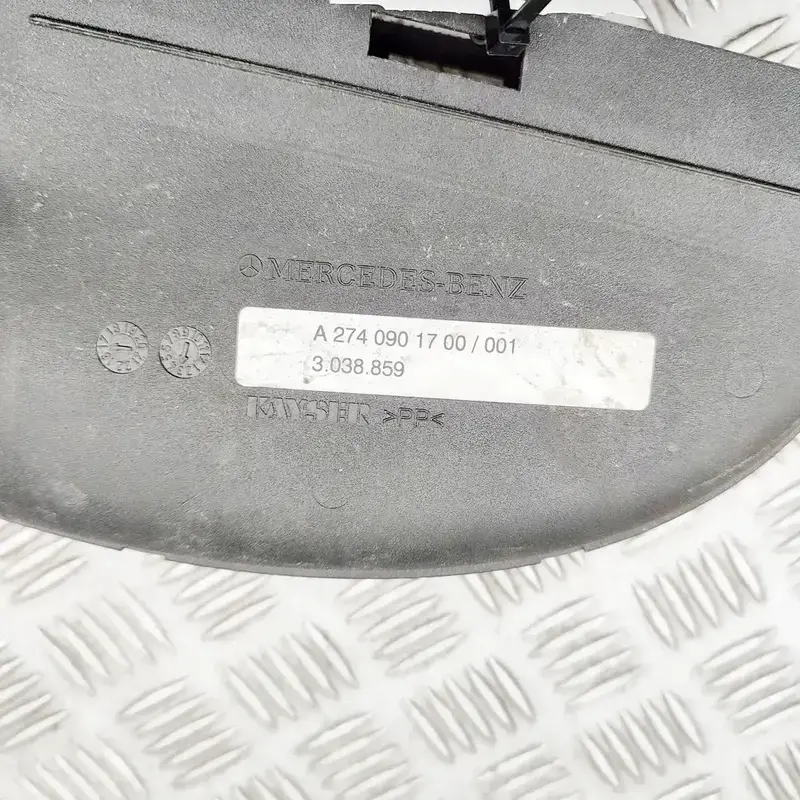 MERCEDES-BENZ
A 274 090 17 00 / 001
3.038.859
KAYSER >PP<